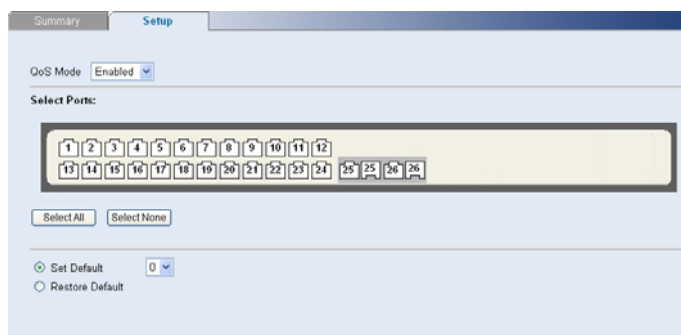 Summary Setup
QoS Mode Enabled
Select Ports:
1 2 3 4 5 6 7 8 9 10 11 12
13 14 15 16 17 18 19 20 21 22 23 24 25 25 26 26
Select All Select None
Set Default 0
Restore Default